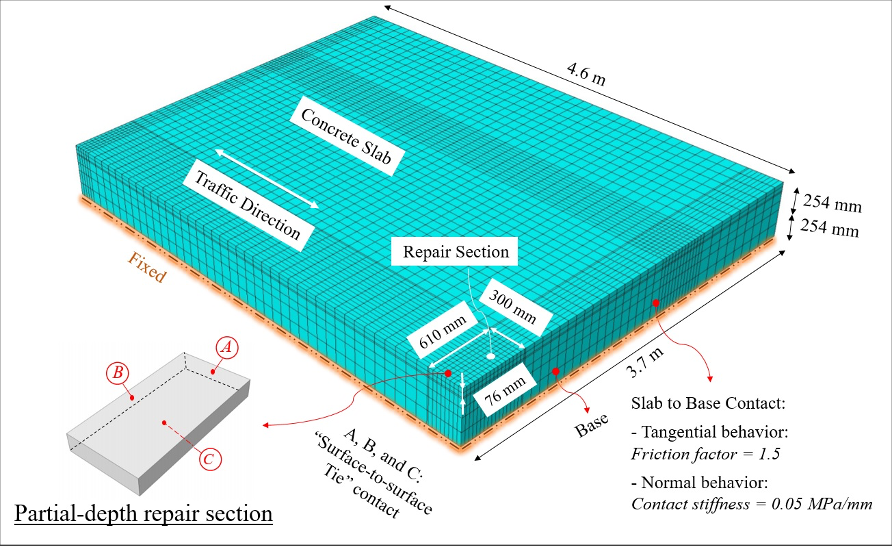 4.6 m
Concrete Slab
Traffic Direction
254 mm
254 mm
Repair Section
Fixed
300 mm
610 mm
76 mm
3.7 m
A
B
C
Base
A, B, and C:
“Surface-to-surface
Tie” contact
Slab to Base Contact:
- Tangential behavior:
Friction factor = 1.5
- Normal behavior:
Contact stiffness = 0.05 MPa/mm
Partial-depth repair section